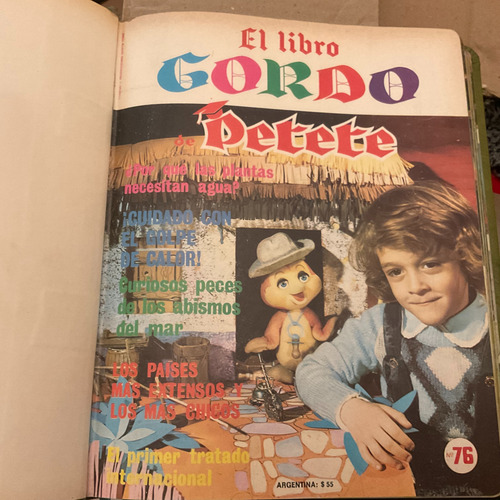 El libro
GORDO
de Petete
¿Por qué las plantas
necesitan agua?
¡CUIDADO CON
EL GOLPE
DE CALOR!
Curiosos peces
de los abismos
del mar
LOS PAISES
MAS EXTENSOS Y
LOS MAS CHICOS
El primer tratado
internacional
ARGENTINA: $ 55
Nº 76